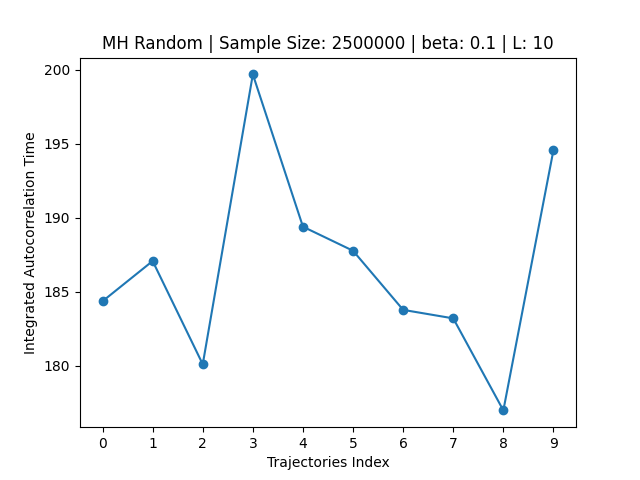 MH Random | Sample Size: 2500000 | beta: 0.1 | L: 10
Integrated Autocorrelation Time
200
195
190
185
180
0 1 2 3 4 5 6 7 8 9
Trajectories Index